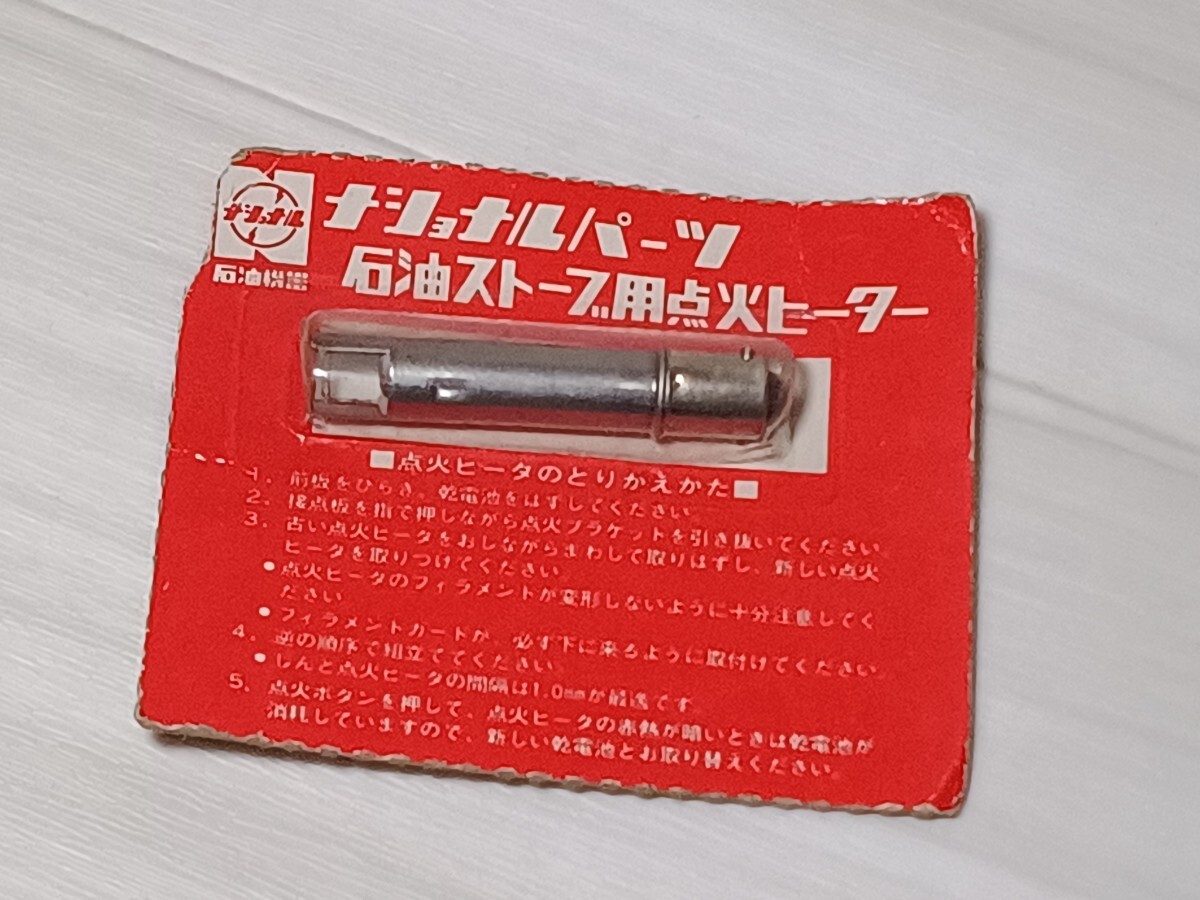 ナショナル
石油機器
ナショナルパーツ
石油ストーブ用点火ヒーター
■点火ヒータのとりかえかた■
1. 前板をひらき、乾電池をはずしてください
2. 接点板を指で押しながら点火ブラケットを引き抜いてください。
3. 古い点火ヒータをおしながらまわして取りはずし、新しい点火
ヒータを取りつけてください
●点火ヒータのフィラメントが変形しないように十分注意してく
ださい
●フィラメントガードが、必ず下に来るように取付けてください。
4. 逆の順序で組立ててください。
●しんと点火ヒータの間隔は1.0mmが最適です
5. 点火ボタンを押して、点火ヒータの赤熱が暗いときは乾電池が
消耗していますので、新しい乾電池とお取り替えください。